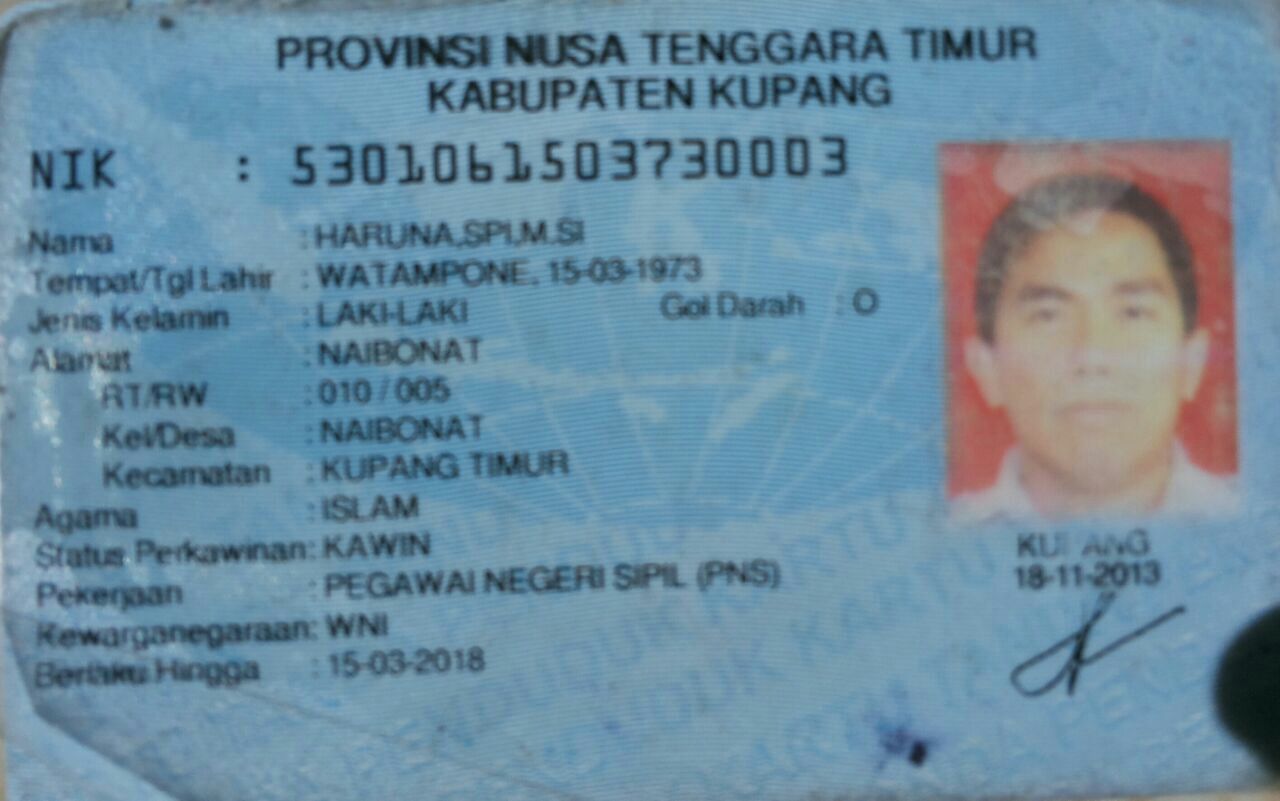 PROVINSI NUSA TENGGARA TIMUR
KABUPATEN KUPANG
NIK : 5301061503730003
Nama : HARUNA,SPI,M.SI
Tempat/Tgl Lahir : WATAMPONE, 15-03-1973
Jenis Kelamin : LAKI-LAKI Gol Darah : O
Alamat : NAIBONAT
RT/RW : 010 / 005
Kel/Desa : NAIBONAT
Kecamatan : KUPANG TIMUR
Agama : ISLAM
Status Perkawinan: KAWIN
Pekerjaan : PEGAWAI NEGERI SIPIL (PNS)
Kewarganegaraan: WNI
Berlaku Hingga : 15-03-2018
KUPANG
18-11-2013